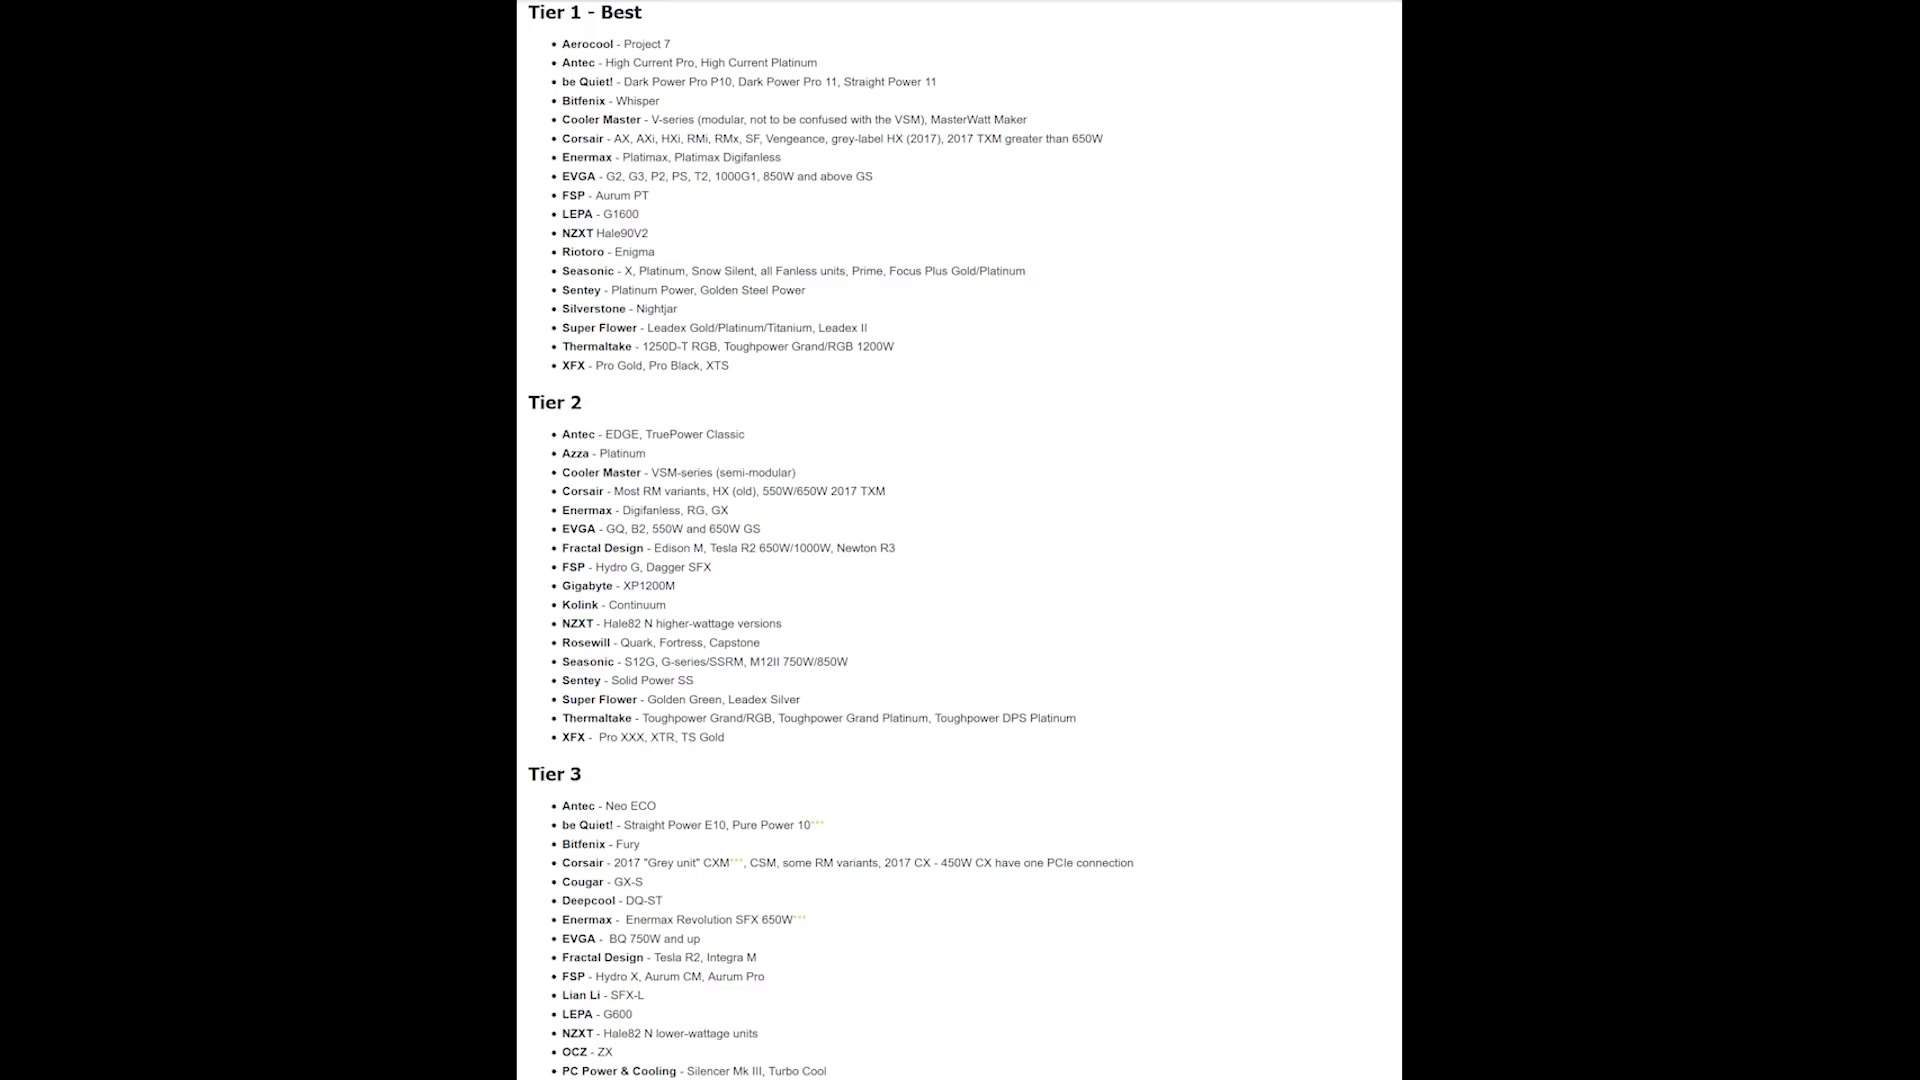 Tier 1 - Best
• Aerocool - Project 7
• Antec - High Current Pro, High Current Platinum
• be Quiet! - Dark Power Pro P10, Dark Power Pro 11, Straight Power 11
• Bitfenix - Whisper
• Cooler Master - V-series (modular, not to be confused with the VSM), MasterWatt Maker
• Corsair - AX, AXi, HXi, RMi, RMx, SF, Vengeance, grey-label HX (2017), 2017 TXM greater than 650W
• Enermax - Platimax, Platimax Digifanless
• EVGA - G2, G3, P2, PS, T2, 1000G1, 850W and above GS
• FSP - Aurum PT
• LEPA - G1600
• NZXT Hale90V2
• Riotoro - Enigma
• Seasonic - X, Platinum, Snow Silent, all Fanless units, Prime, Focus Plus Gold/Platinum
• Sentey - Platinum Power, Golden Steel Power
• Silverstone - Nightjar
• Super Flower - Leadex Gold/Platinum/Titanium, Leadex II
• Thermaltake - 1250D-T RGB, Toughpower Grand/RGB 1200W
• XFX - Pro Gold, Pro Black, XTS
Tier 2
• Antec - EDGE, TruePower Classic
• Azza - Platinum
• Cooler Master - VSM-series (semi-modular)
• Corsair - Most RM variants, HX (old), 550W/650W 2017 TXM
• Enermax - Digifanless, RG, GX
• EVGA - GQ, B2, 550W and 650W GS
• Fractal Design - Edison M, Tesla R2 650W/1000W, Newton R3
• FSP - Hydro G, Dagger SFX
• Gigabyte - XP1200M
• Kolink - Continuum
• NZXT - Hale82 N higher-wattage versions
• Rosewill - Quark, Fortress, Capstone
• Seasonic - S12G, G-series/SSRM, M12II 750W/850W
• Sentey - Solid Power SS
• Super Flower - Golden Green, Leadex Silver
• Thermaltake - Toughpower Grand/RGB, Toughpower Grand Platinum, Toughpower DPS Platinum
• XFX - Pro XXX, XTR, TS Gold
Tier 3
• Antec - Neo ECO
• be Quiet! - Straight Power E10, Pure Power 10***
• Bitfenix - Fury
• Corsair - 2017 "Grey unit" CXM***, CSM, some RM variants, 2017 CX - 450W CX have one PCIe connection
• Cougar - GX-S
• Deepcool - DQ-ST
• Enermax - Enermax Revolution SFX 650W***
• EVGA - BQ 750W and up
• Fractal Design - Tesla R2, Integra M
• FSP - Hydro X, Aurum CM, Aurum Pro
• Lian Li - SFX-L
• LEPA - G600
• NZXT - Hale82 N lower-wattage units
• OCZ - ZX
• PC Power & Cooling - Silencer Mk III, Turbo Cool